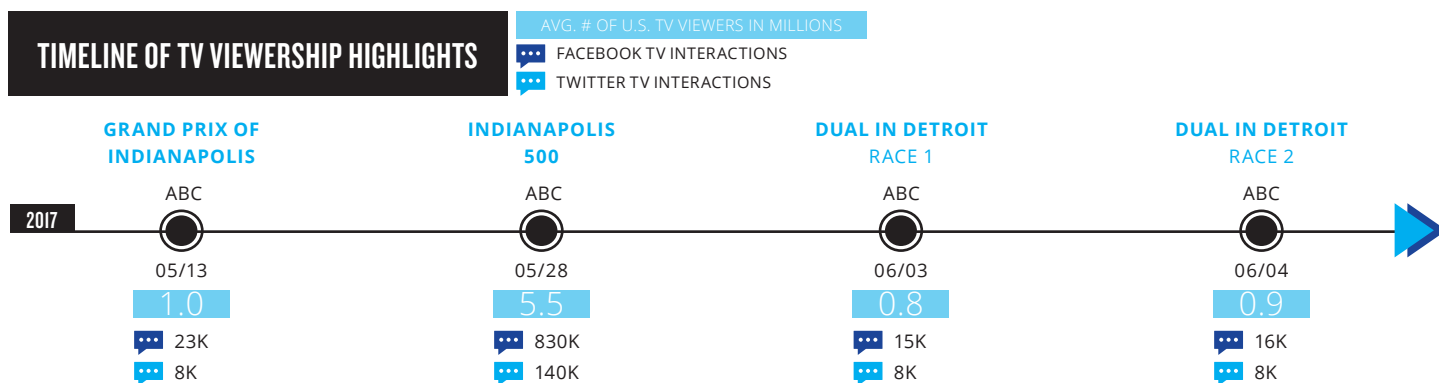 TIMELINE OF TV VIEWERSHIP HIGHLIGHTS
AVG. # OF U.S. TV VIEWERS IN MILLIONS
FACEBOOK TV INTERACTIONS
TWITTER TV INTERACTIONS
2017
GRAND PRIX OF
INDIANAPOLIS
ABC
05/13
1.0
23K
8K
INDIANAPOLIS
500
ABC
05/28
5.5
830K
140K
DUAL IN DETROIT
RACE 1
ABC
06/03
0.8
15K
8K
DUAL IN DETROIT
RACE 2
ABC
06/04
0.9
16K
8K